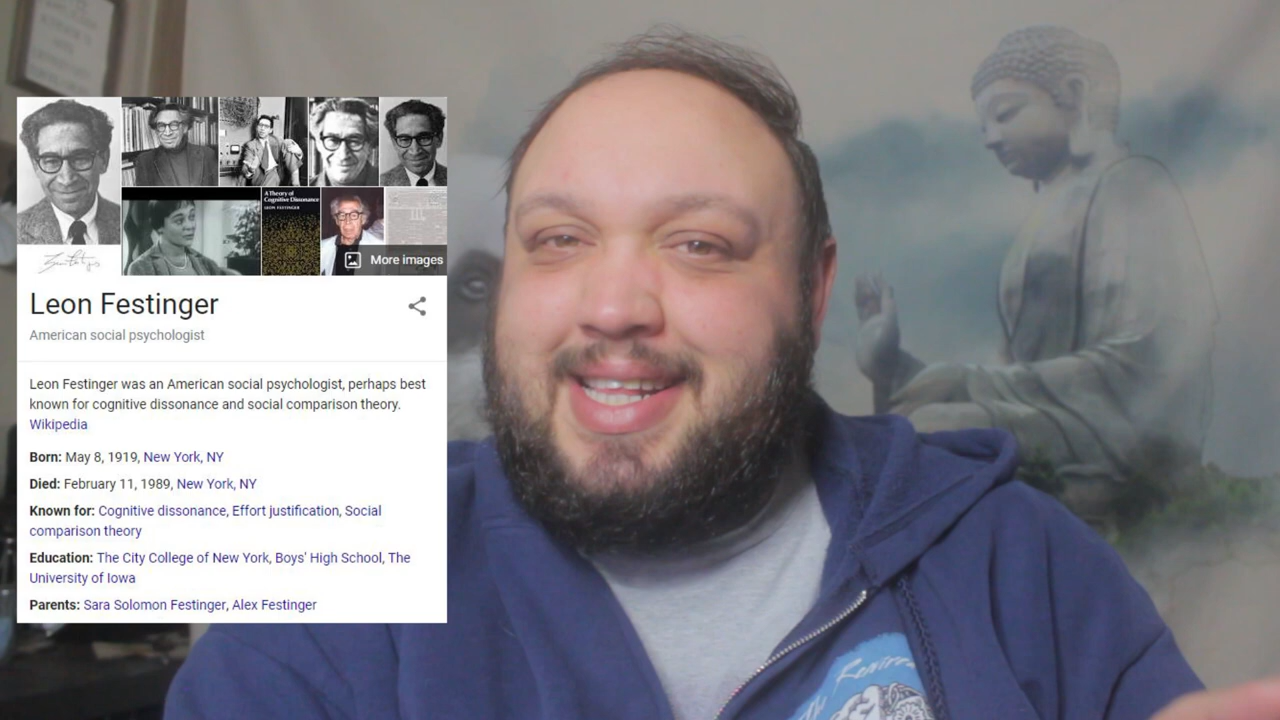 A Theory of
Cognitive Dissonance
LEON FESTINGER
More images
Leon Festinger
American social psychologist
Leon Festinger was an American social psychologist, perhaps best
known for cognitive dissonance and social comparison theory.
Wikipedia
Born: May 8, 1919, New York, NY
Died: February 11, 1989, New York, NY
Known for: Cognitive dissonance, Effort justification, Social
comparison theory
Education: The City College of New York, Boys' High School, The
University of Iowa
Parents: Sara Solomon Festinger, Alex Festinger